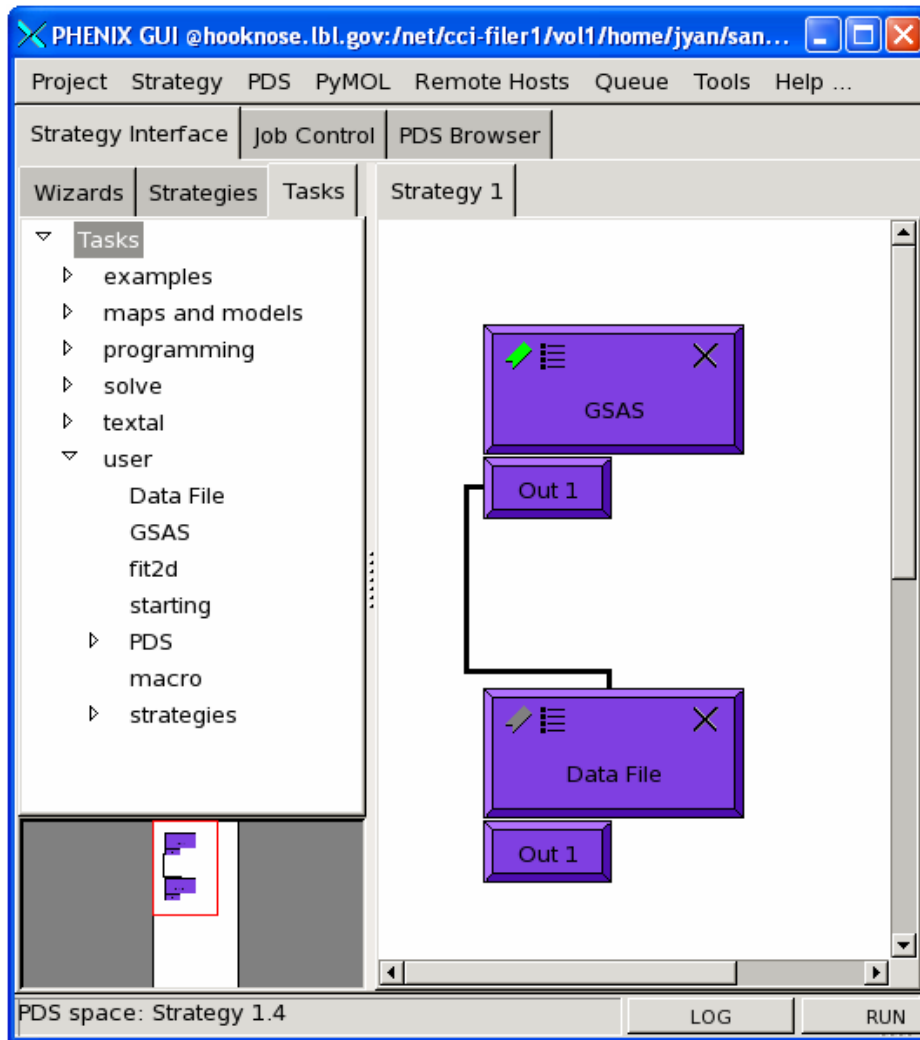 PHENIX GUI @hooknose.lbl.gov:/net/cci-filer1/vol1/home/jyan/san...
Project Strategy PDS PyMOL Remote Hosts Queue Tools Help ...
Strategy Interface Job Control PDS Browser
Wizards Strategies Tasks
Strategy 1
Tasks
examples
maps and models
programming
solve
textal
user
Data File
GSAS
fit2d
starting
PDS
macro
strategies
GSAS
Out 1
Data File
Out 1
PDS space: Strategy 1.4
LOG
RUN